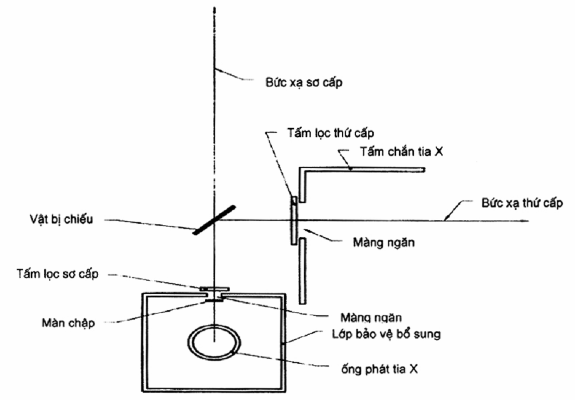 Bức xạ sơ cấp
Tấm lọc thứ cấp
Tấm chắn tia X
Bức xạ thứ cấp
Vật bị chiếu
Màng ngăn
Tấm lọc sơ cấp
Màn chập
Màng ngăn
Lớp bảo vệ bổ sung
ống phát tia X